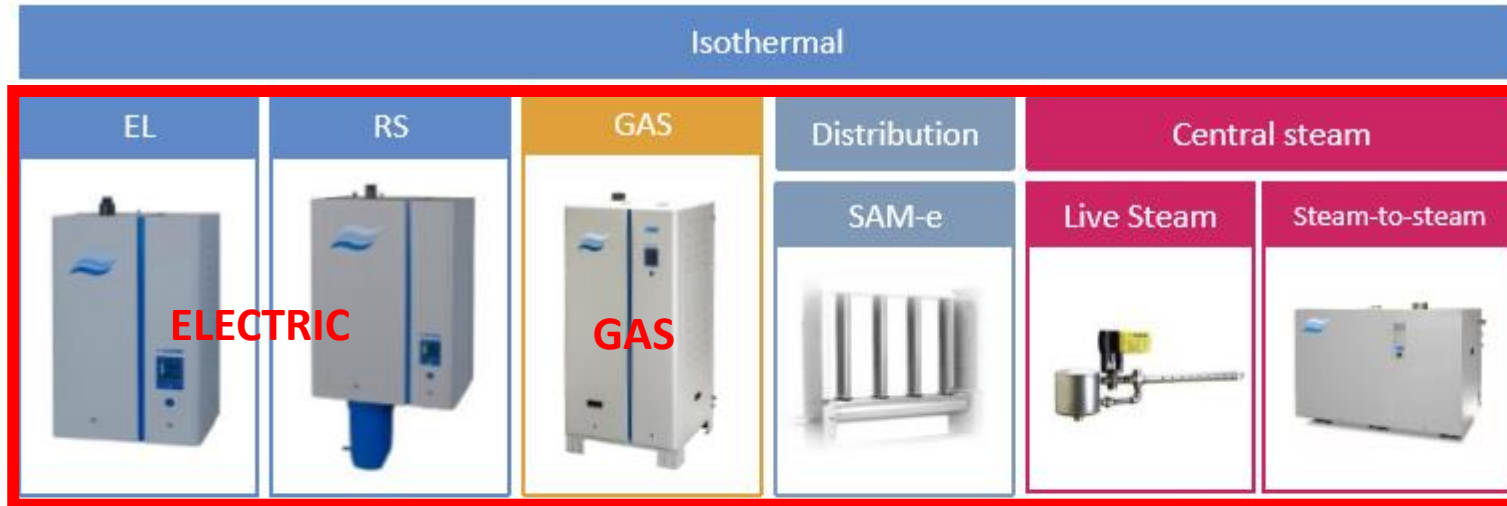 Isothermal
EL
RS
GAS
Distribution
Central steam
SAM-e
Live Steam
Steam-to-steam
ELECTRIC
GAS